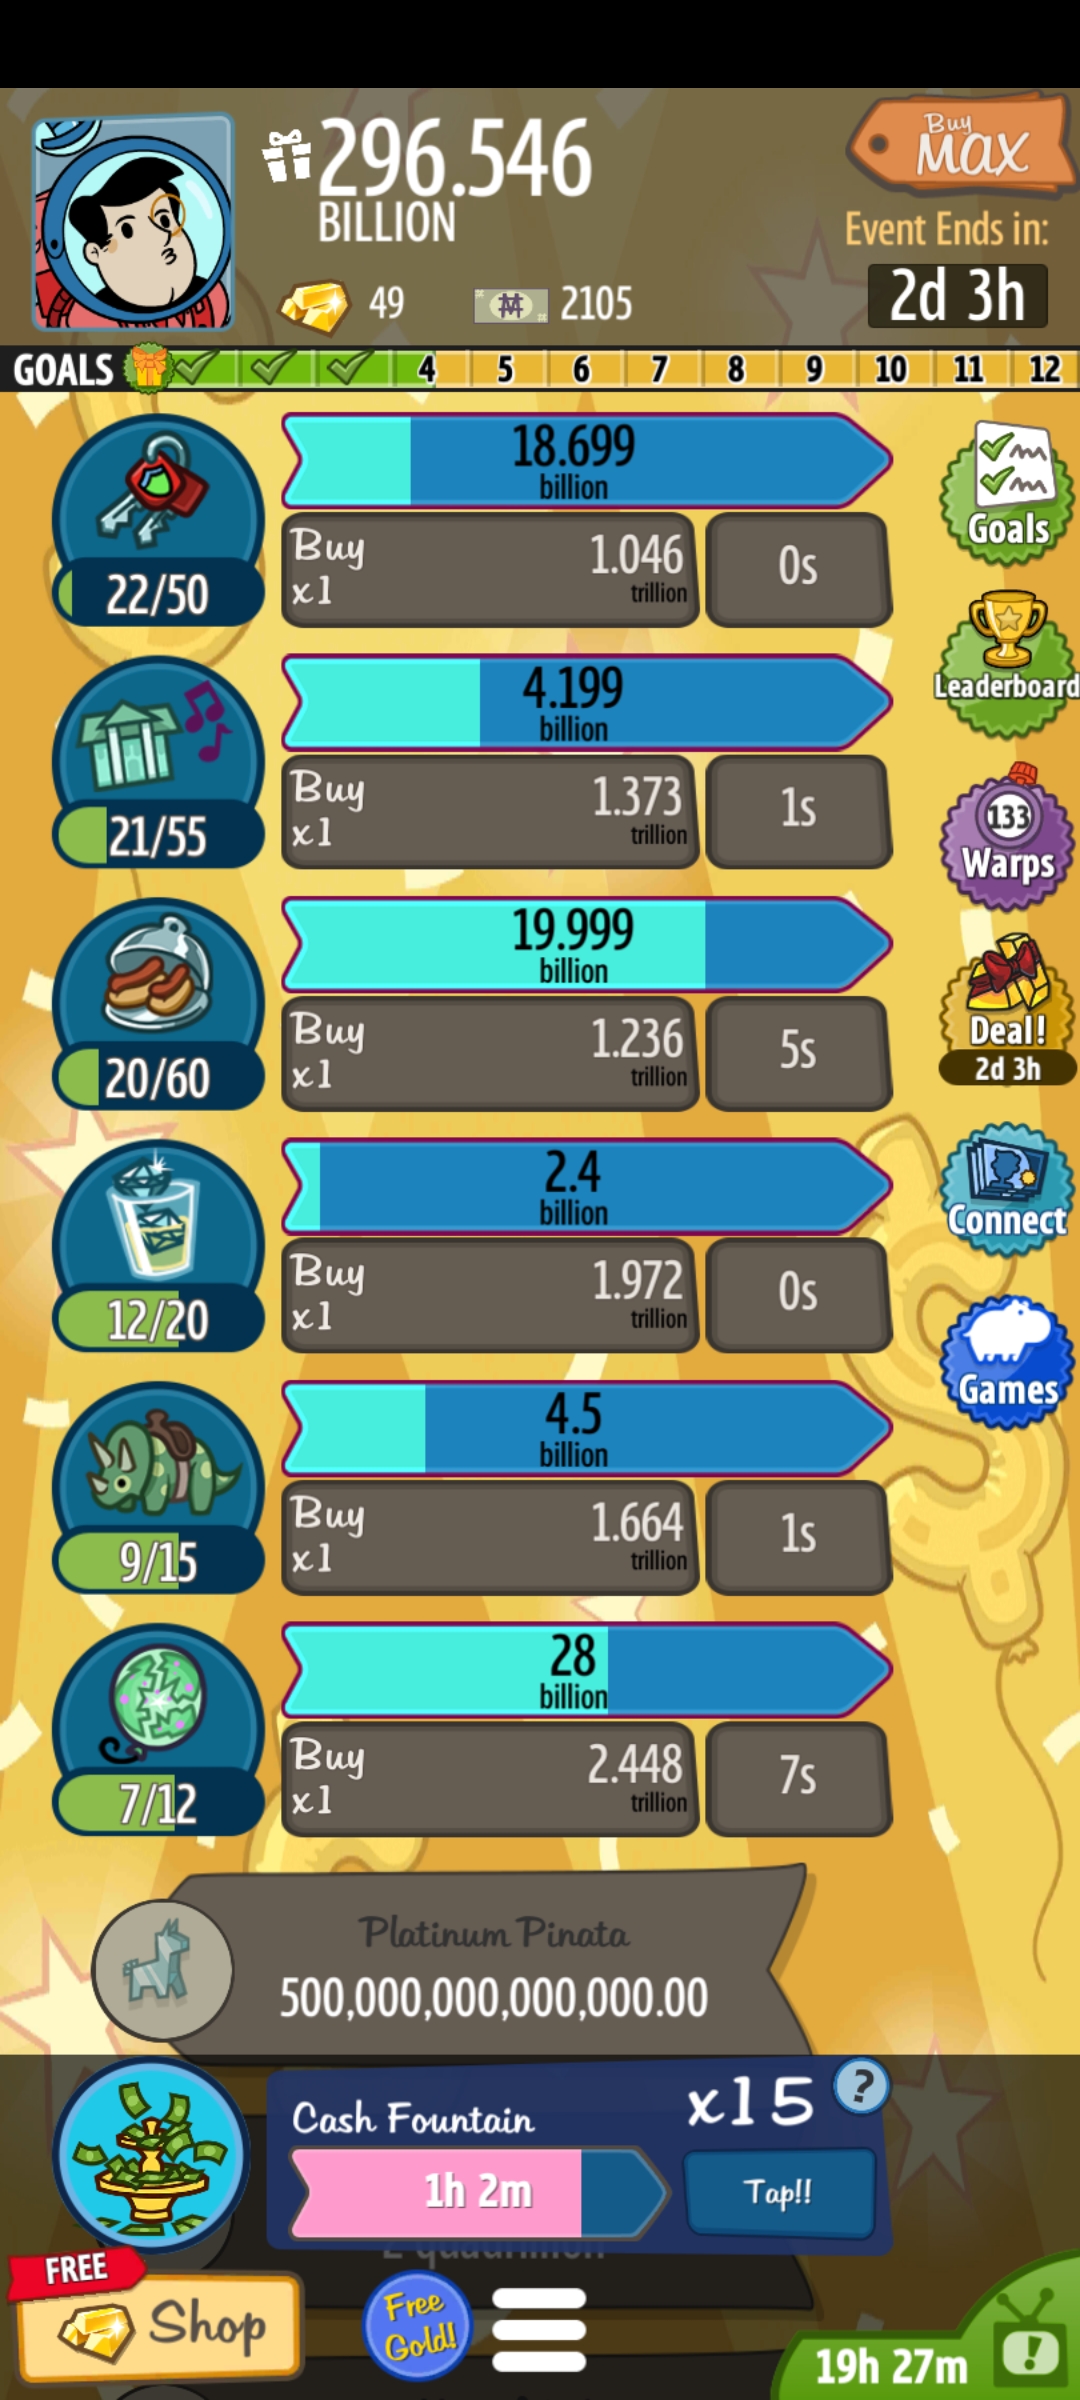 296.546
BILLION
Buy
MAX
Event Ends in:
2d 3h
49
2105
GOALS 4 5 6 7 8 9 10 11 12
18.699
billion
Buy
x1
1.046
trillion
0s
22/50
Goals
4.199
billion
Buy
x1
1.373
trillion
1s
21/55
Leaderboard
19.999
billion
Buy
x1
1.236
trillion
5s
20/60
133
Warps
2.4
billion
Buy
x1
1.972
trillion
0s
12/20
Deal!
2d 3h
4.5
billion
Buy
x1
1.664
trillion
1s
9/15
Connect
28
billion
Buy
x1
2.448
trillion
7s
7/12
Games
Platinum Pinata
500,000,000,000,000.00
Cash Fountain
x15
?
1h 2m
Tap!!
2 quadrillion
FREE
Shop
Free
Gold!
19h 27m
!